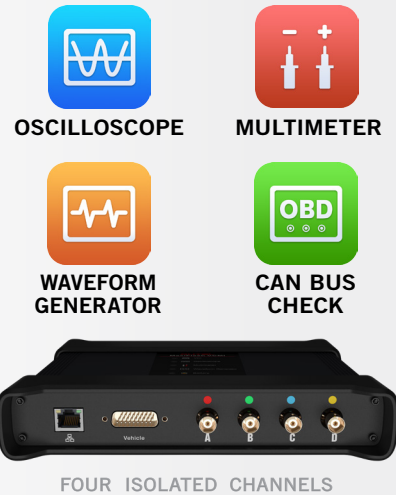 OSCILLOSCOPE
MULTIMETER
OBD
WAVEFORM
GENERATOR
CAN BUS
CHECK
Vehicle
A
B
C
D
FOUR ISOLATED CHANNELS